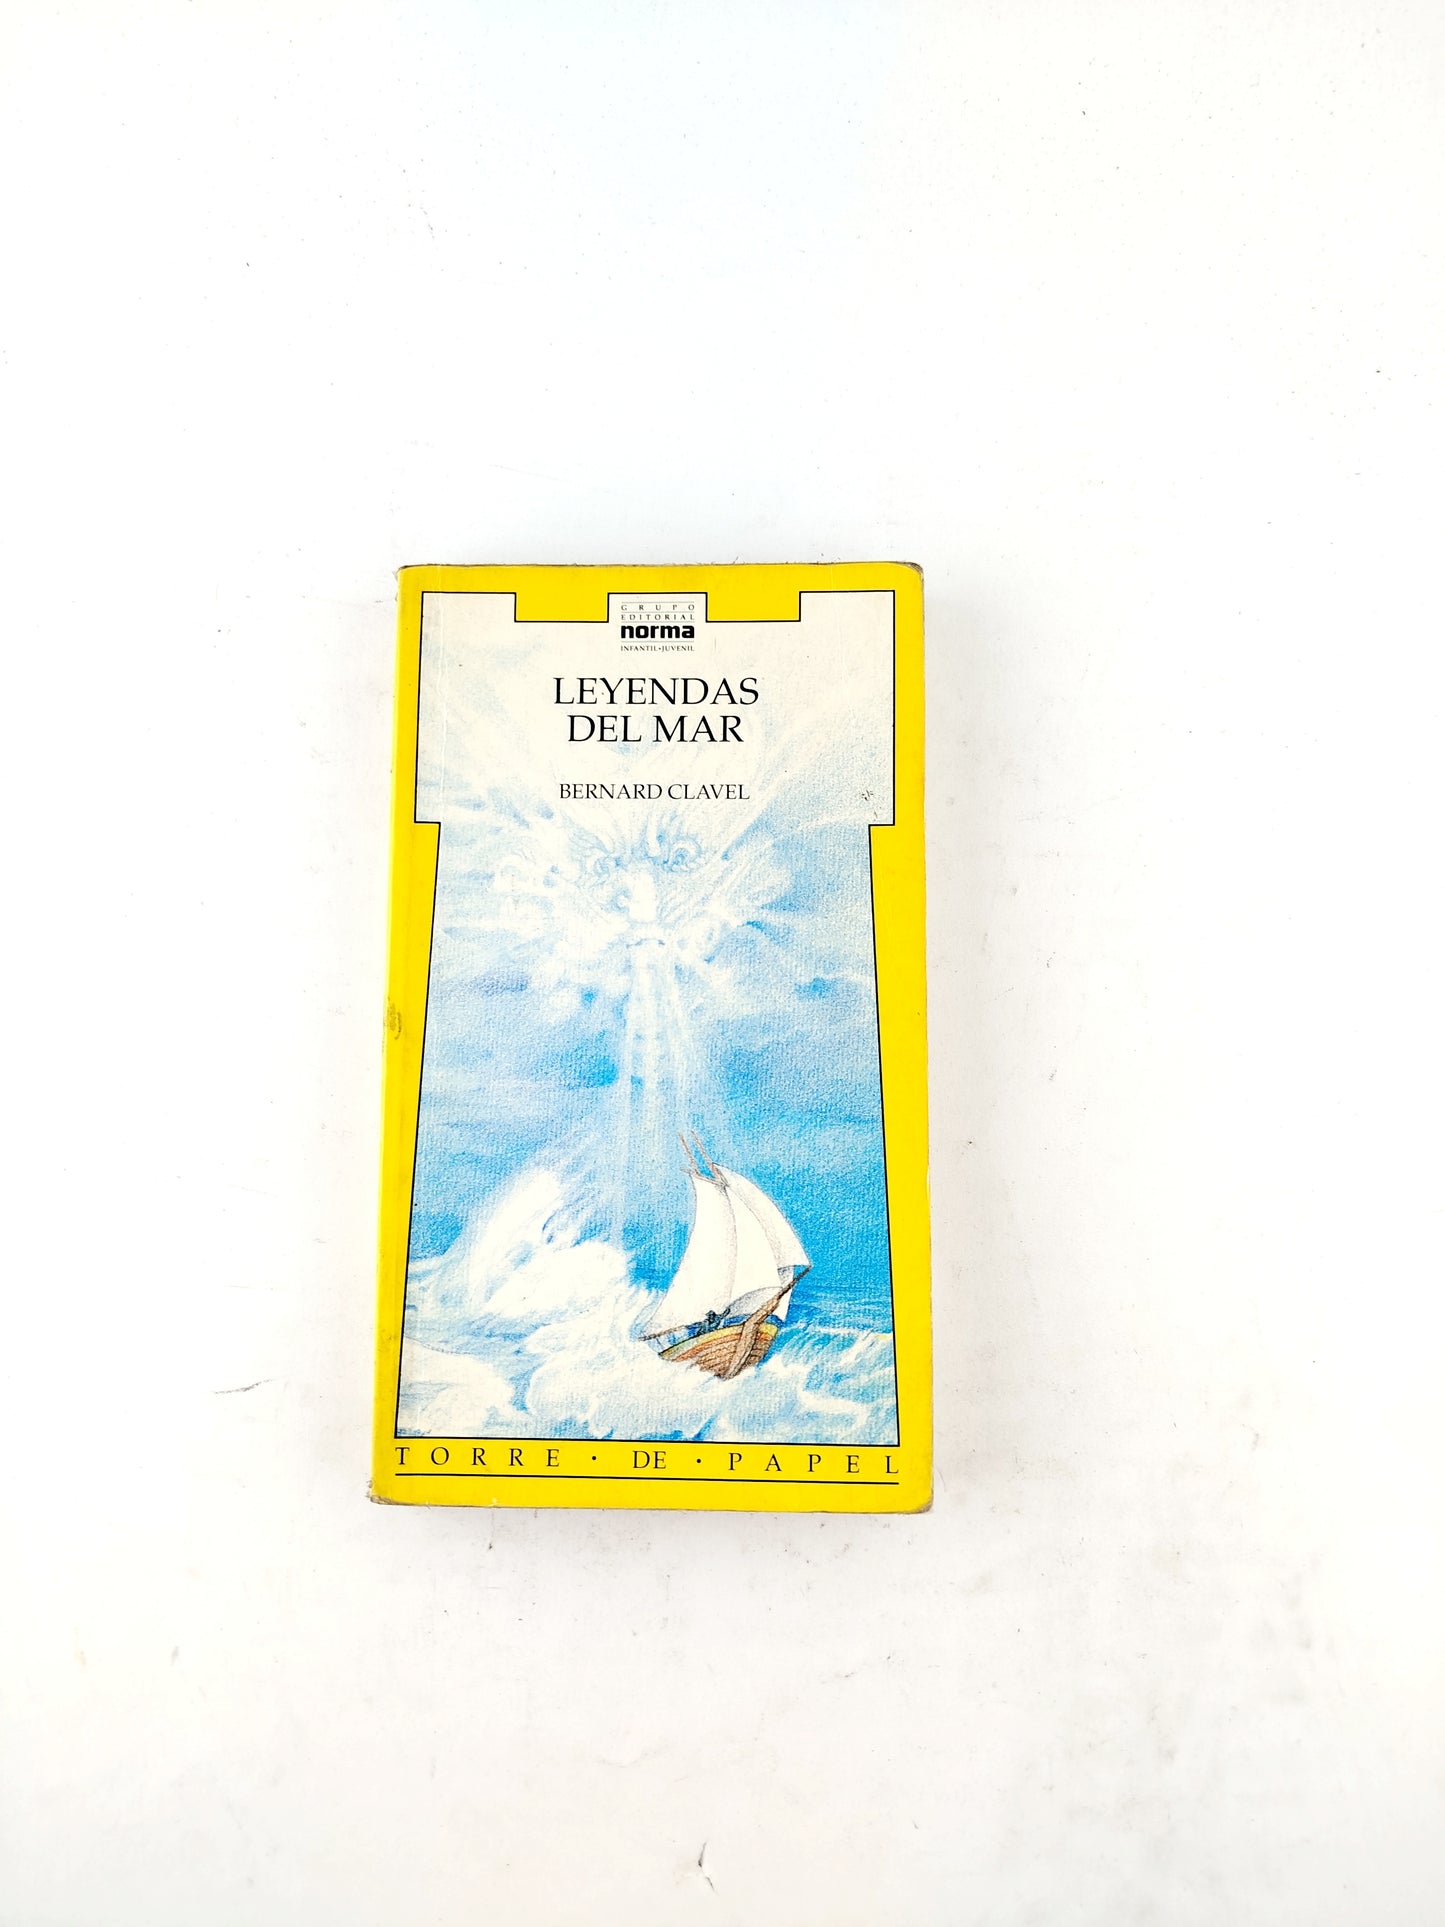 GRUPO
EDITORIAL
norma
INFANTIL•JUVENIL
LEYENDAS
DEL MAR
BERNARD CLAVEL
TORRE • DE • PAPEL